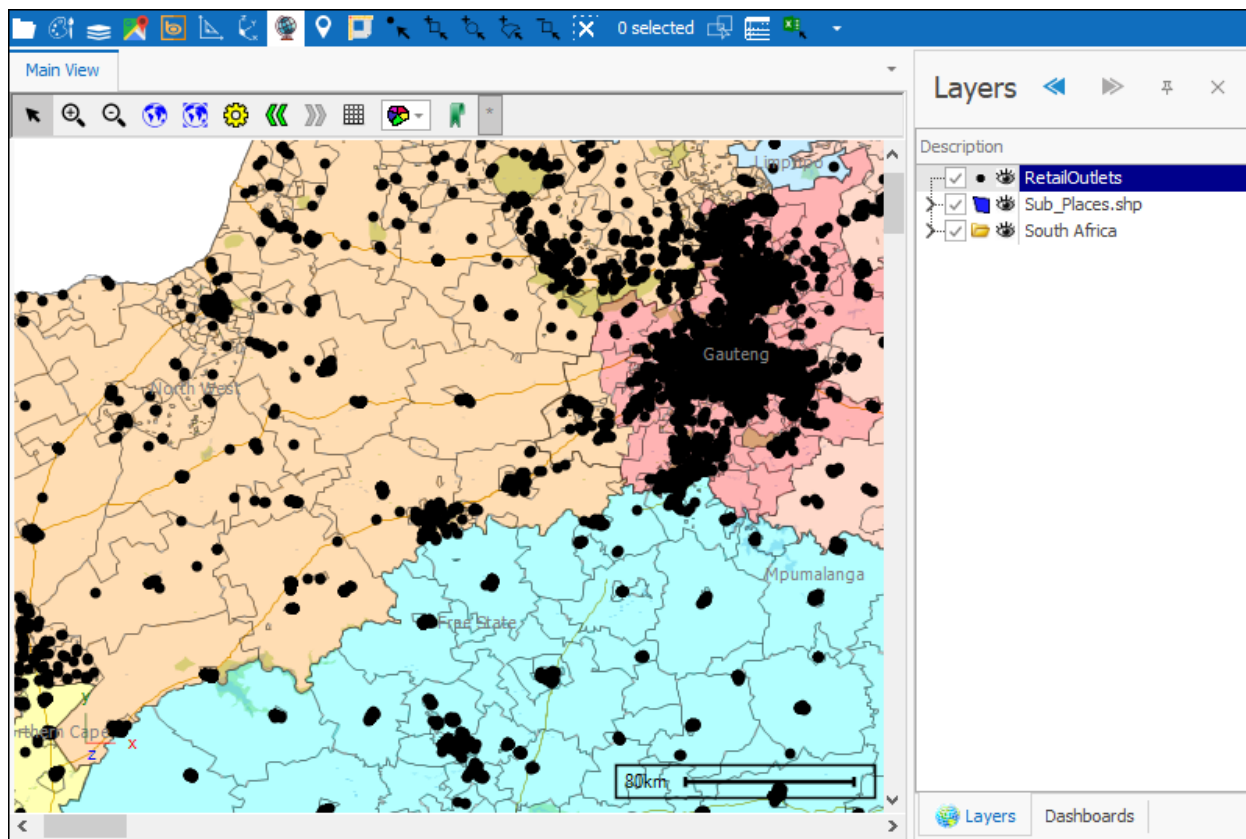 0 selected
Main View
Layers
Description
RetailOutlets
Sub_Places.shp
South Africa
Limpopo
Gauteng
North West
Mpumalanga
Free State
rthern Cape
y
x
z
80km
Layers
Dashboards